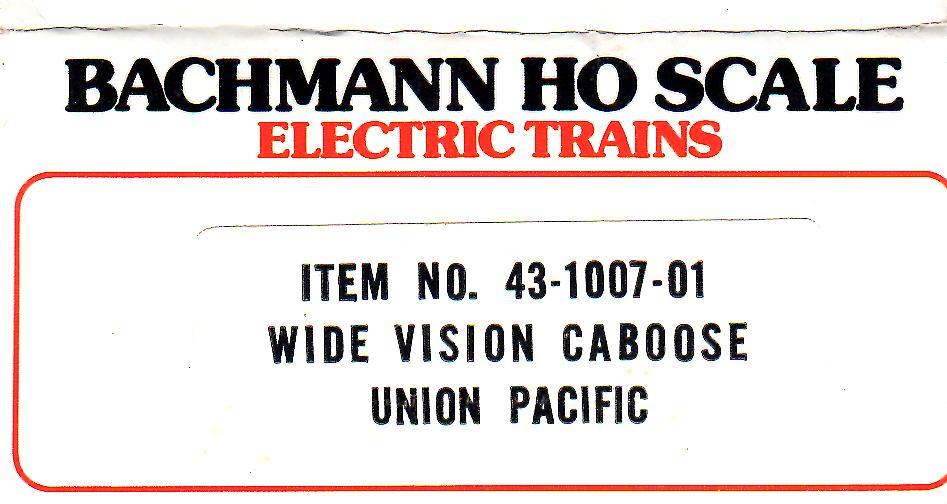 BACHMANN HO SCALE
ELECTRIC TRAINS
ITEM NO. 43-1007-01
WIDE VISION CABOOSE
UNION PACIFIC